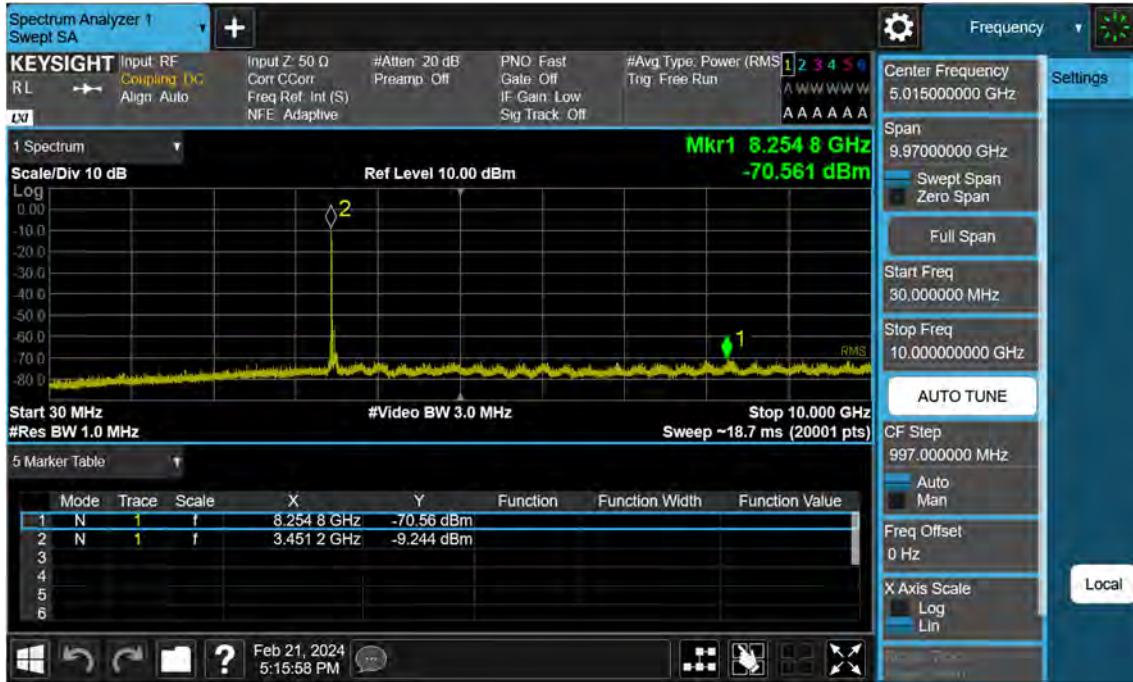 Spectrum Analyzer 1
Swept SA
Frequency
KEYSIGHT
RL
LXI
Input: RF
Coupling: DC
Align: Auto
Input Z: 50 Ω
Corr CCorr
Freq Ref: Int (S)
NFE: Adaptive
#Atten: 20 dB
Preamp: Off
PNO: Fast
Gate: Off
IF Gain: Low
Sig Track: Off
#Avg Type: Power (RMS
Trig: Free Run
1 2 3 4 5 6
A W W W W W
A A A A A A
1 Spectrum
Scale/Div 10 dB
Ref Level 10.00 dBm
Mkr1 8.254 8 GHz
-70.561 dBm
Log
0.00
-10.0
-20.0
-30.0
-40.0
-50.0
-60.0
-70.0
-80.0
2
1
RMS
Start 30 MHz
#Res BW 1.0 MHz
#Video BW 3.0 MHz
Stop 10.000 GHz
Sweep ~18.7 ms (20001 pts)
5 Marker Table
Mode Trace Scale X Y Function Function Width Function Value
1 N 1 f 8.254 8 GHz -70.56 dBm
2 N 1 f 3.451 2 GHz -9.244 dBm
3
4
5
6
Feb 21, 2024
5:15:58 PM
Center Frequency
5.015000000 GHz
Settings
Span
9.97000000 GHz
Swept Span
Zero Span
Full Span
Start Freq
30.000000 MHz
Stop Freq
10.000000000 GHz
AUTO TUNE
CF Step
997.000000 MHz
Auto
Man
Freq Offset
0 Hz
X Axis Scale
Log
Lin
Local